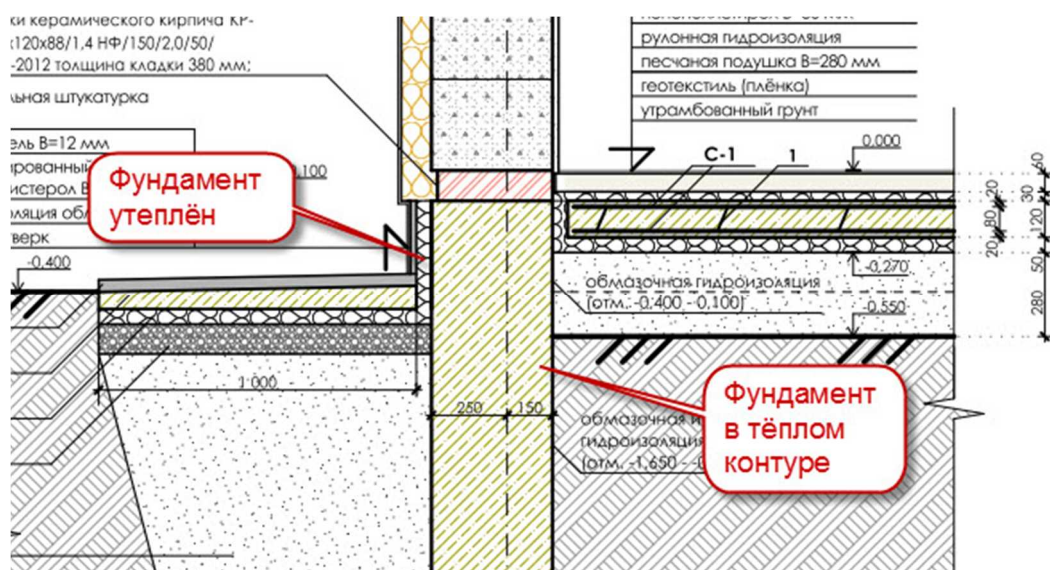 ки керамического кирпича КР-
х120х88/1,4 НФ/150/2,0/50/
-2012 толщина кладки 380 мм;
льная штукатурка
ель В=12 мм
ированный
истерол В
оляция обл
тверк
Фундамент
утеплён
,100
-0,400
рулонная гидроизоляция
песчаная подушка В=280 мм
геотекстиль (плёнка)
утрамбованный грунт
С-1
1
0,000
60
20
30
80
120
20
50
280
обмазочная гидроизоляция
(отм. -0,400 - -0,100)
-0,270
-0,550
1 000
250
150
обмазочная и
гидроизоляция
(отм. -1,650 - -0
Фундамент
в тёплом
контуре